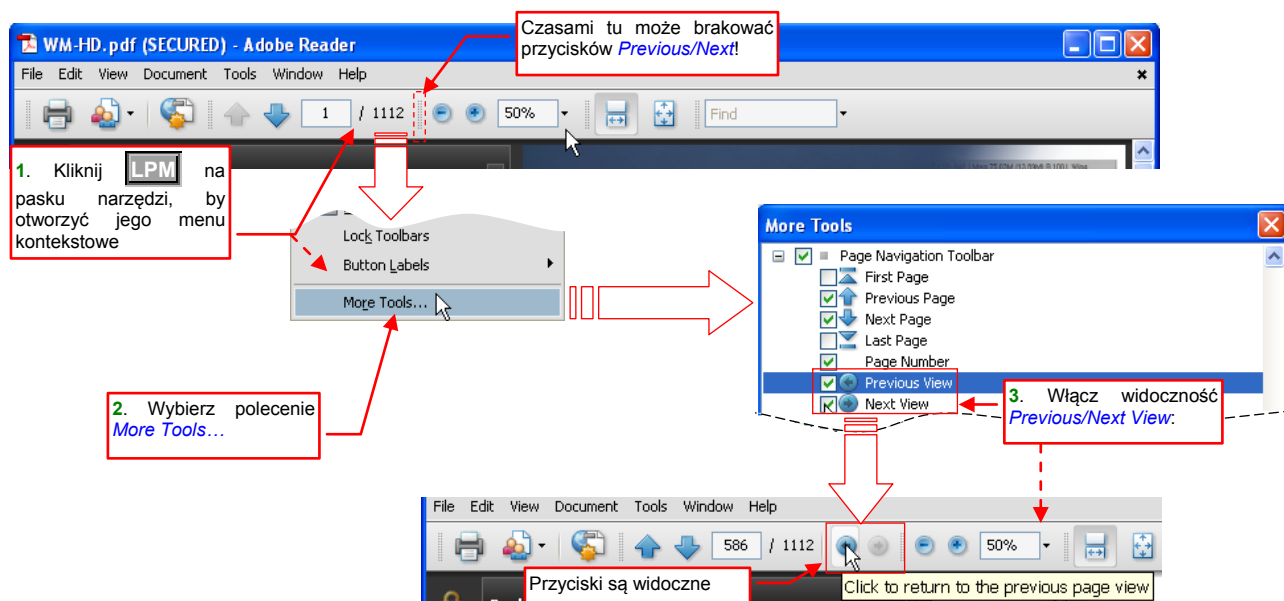 Czasami tu może brakować
przycisków Previous/Next!
WM-HD.pdf (SECURED) - Adobe Reader
File Edit View Document Tools Window Help
1 / 1112
50%
Find
1. Kliknij LPM na
pasku narzędzi, by
otworzyć jego menu
kontekstowe
Lock Toolbars
Button Labels
More Tools...
2. Wybierz polecenie
More Tools…
More Tools
Page Navigation Toolbar
First Page
Previous Page
Next Page
Last Page
Page Number
Previous View
Next View
3. Włącz widoczność
Previous/Next View:
File Edit View Document Tools Window Help
586 / 1112
50%
Przyciski są widoczne
Click to return to the previous page view